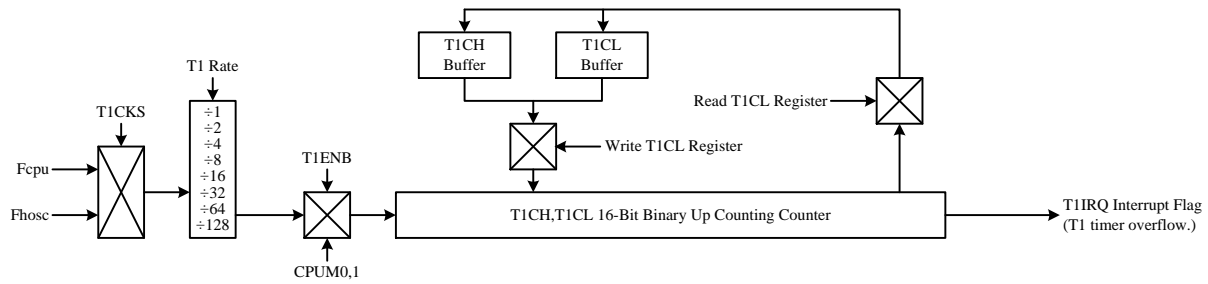 T1CH
Buffer
T1CL
Buffer
T1 Rate
Read T1CL Register
T1CKS
÷1
÷2
÷4
÷8
÷16
÷32
÷64
÷128
Write T1CL Register
T1ENB
Fcpu
Fhosc
T1CH,T1CL 16-Bit Binary Up Counting Counter
T1IRQ Interrupt Flag
(T1 timer overflow.)
CPUM0,1